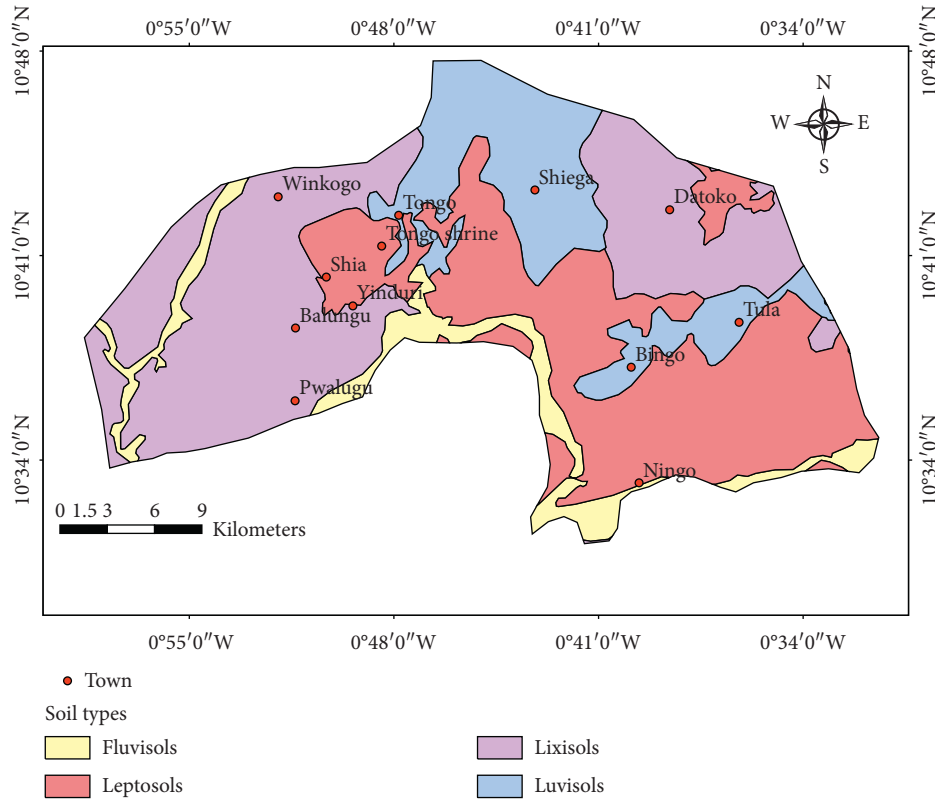 0°55′0″W 0°48′0″W 0°41′0″W 0°34′0″W
10°48′0″N 10°48′0″N
N
W E
S
Winkogo
Shiega
Datoko
Tongo
Tongo shrine
10°41′0″N 10°41′0″N
Shia
Yinduri
Balungu
Tula
Bingo
Pwalugu
10°34′0″N 10°34′0″N
Ningo
0 1.5 3 6 9
Kilometers
0°55′0″W 0°48′0″W 0°41′0″W 0°34′0″W
Town
Soil types
Fluvisols Lixisols
Leptosols Luvisols